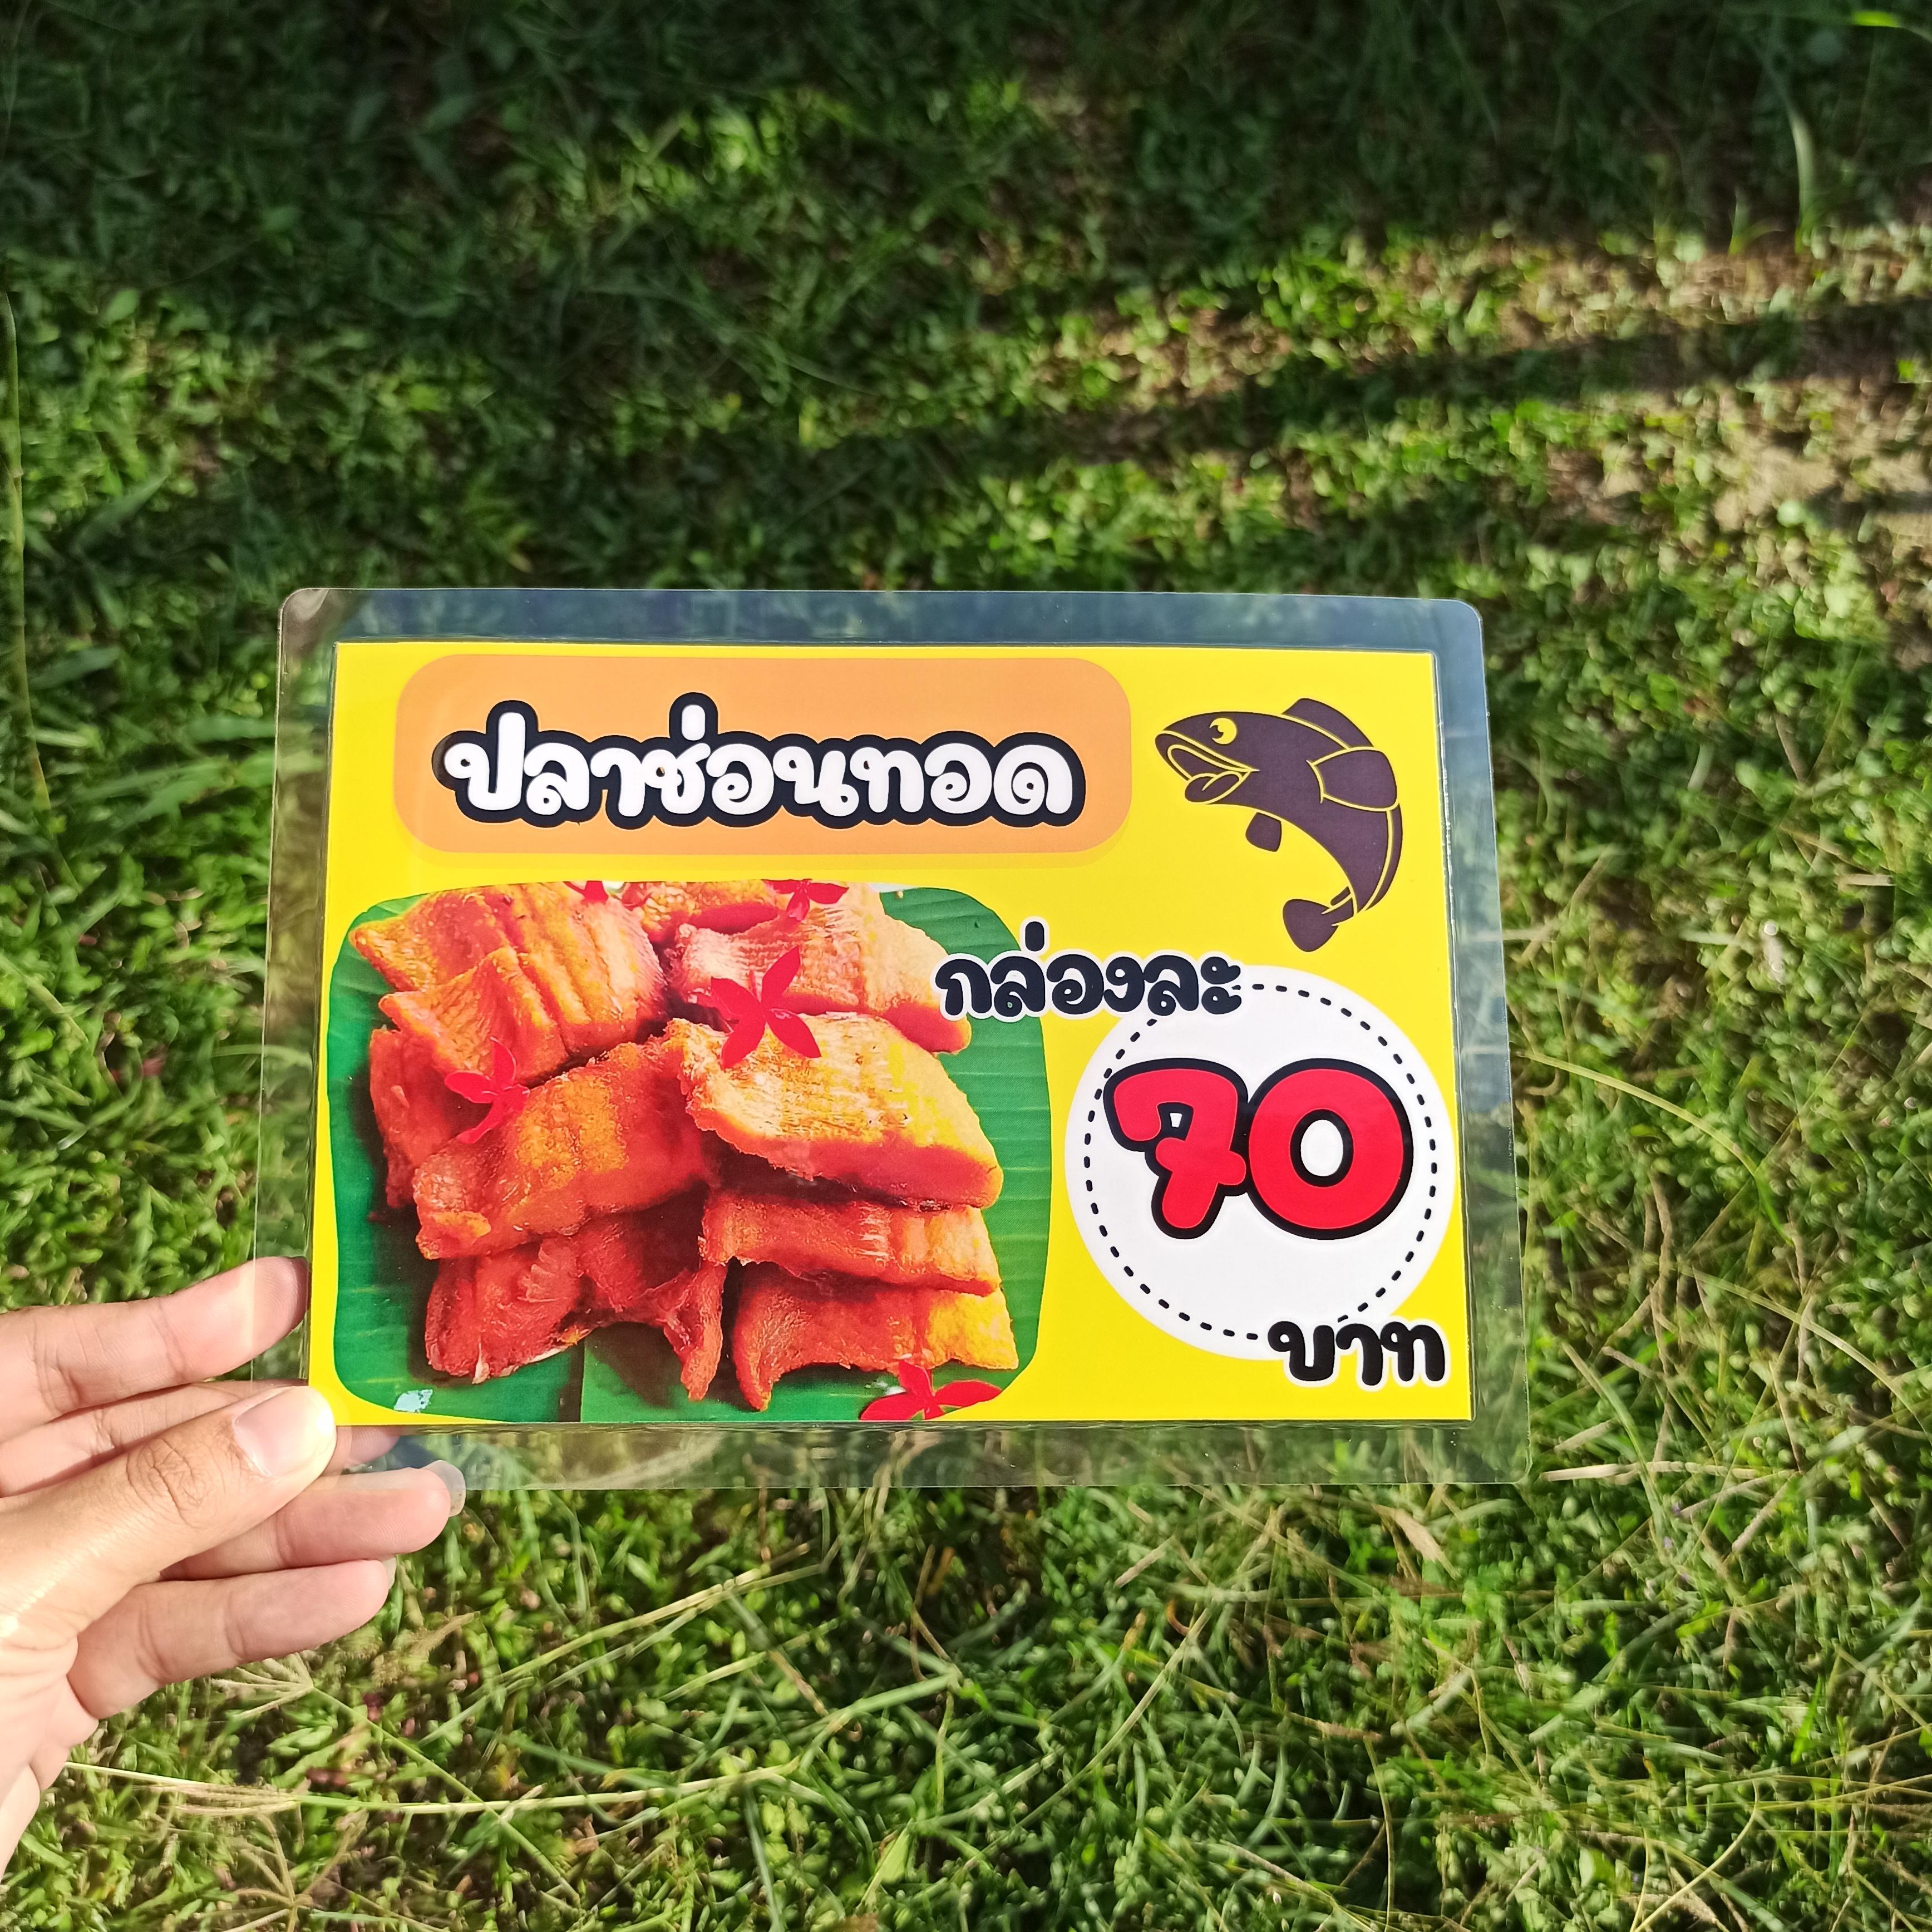 ปลาช่อนทอด
กล่องละ
70
บาท